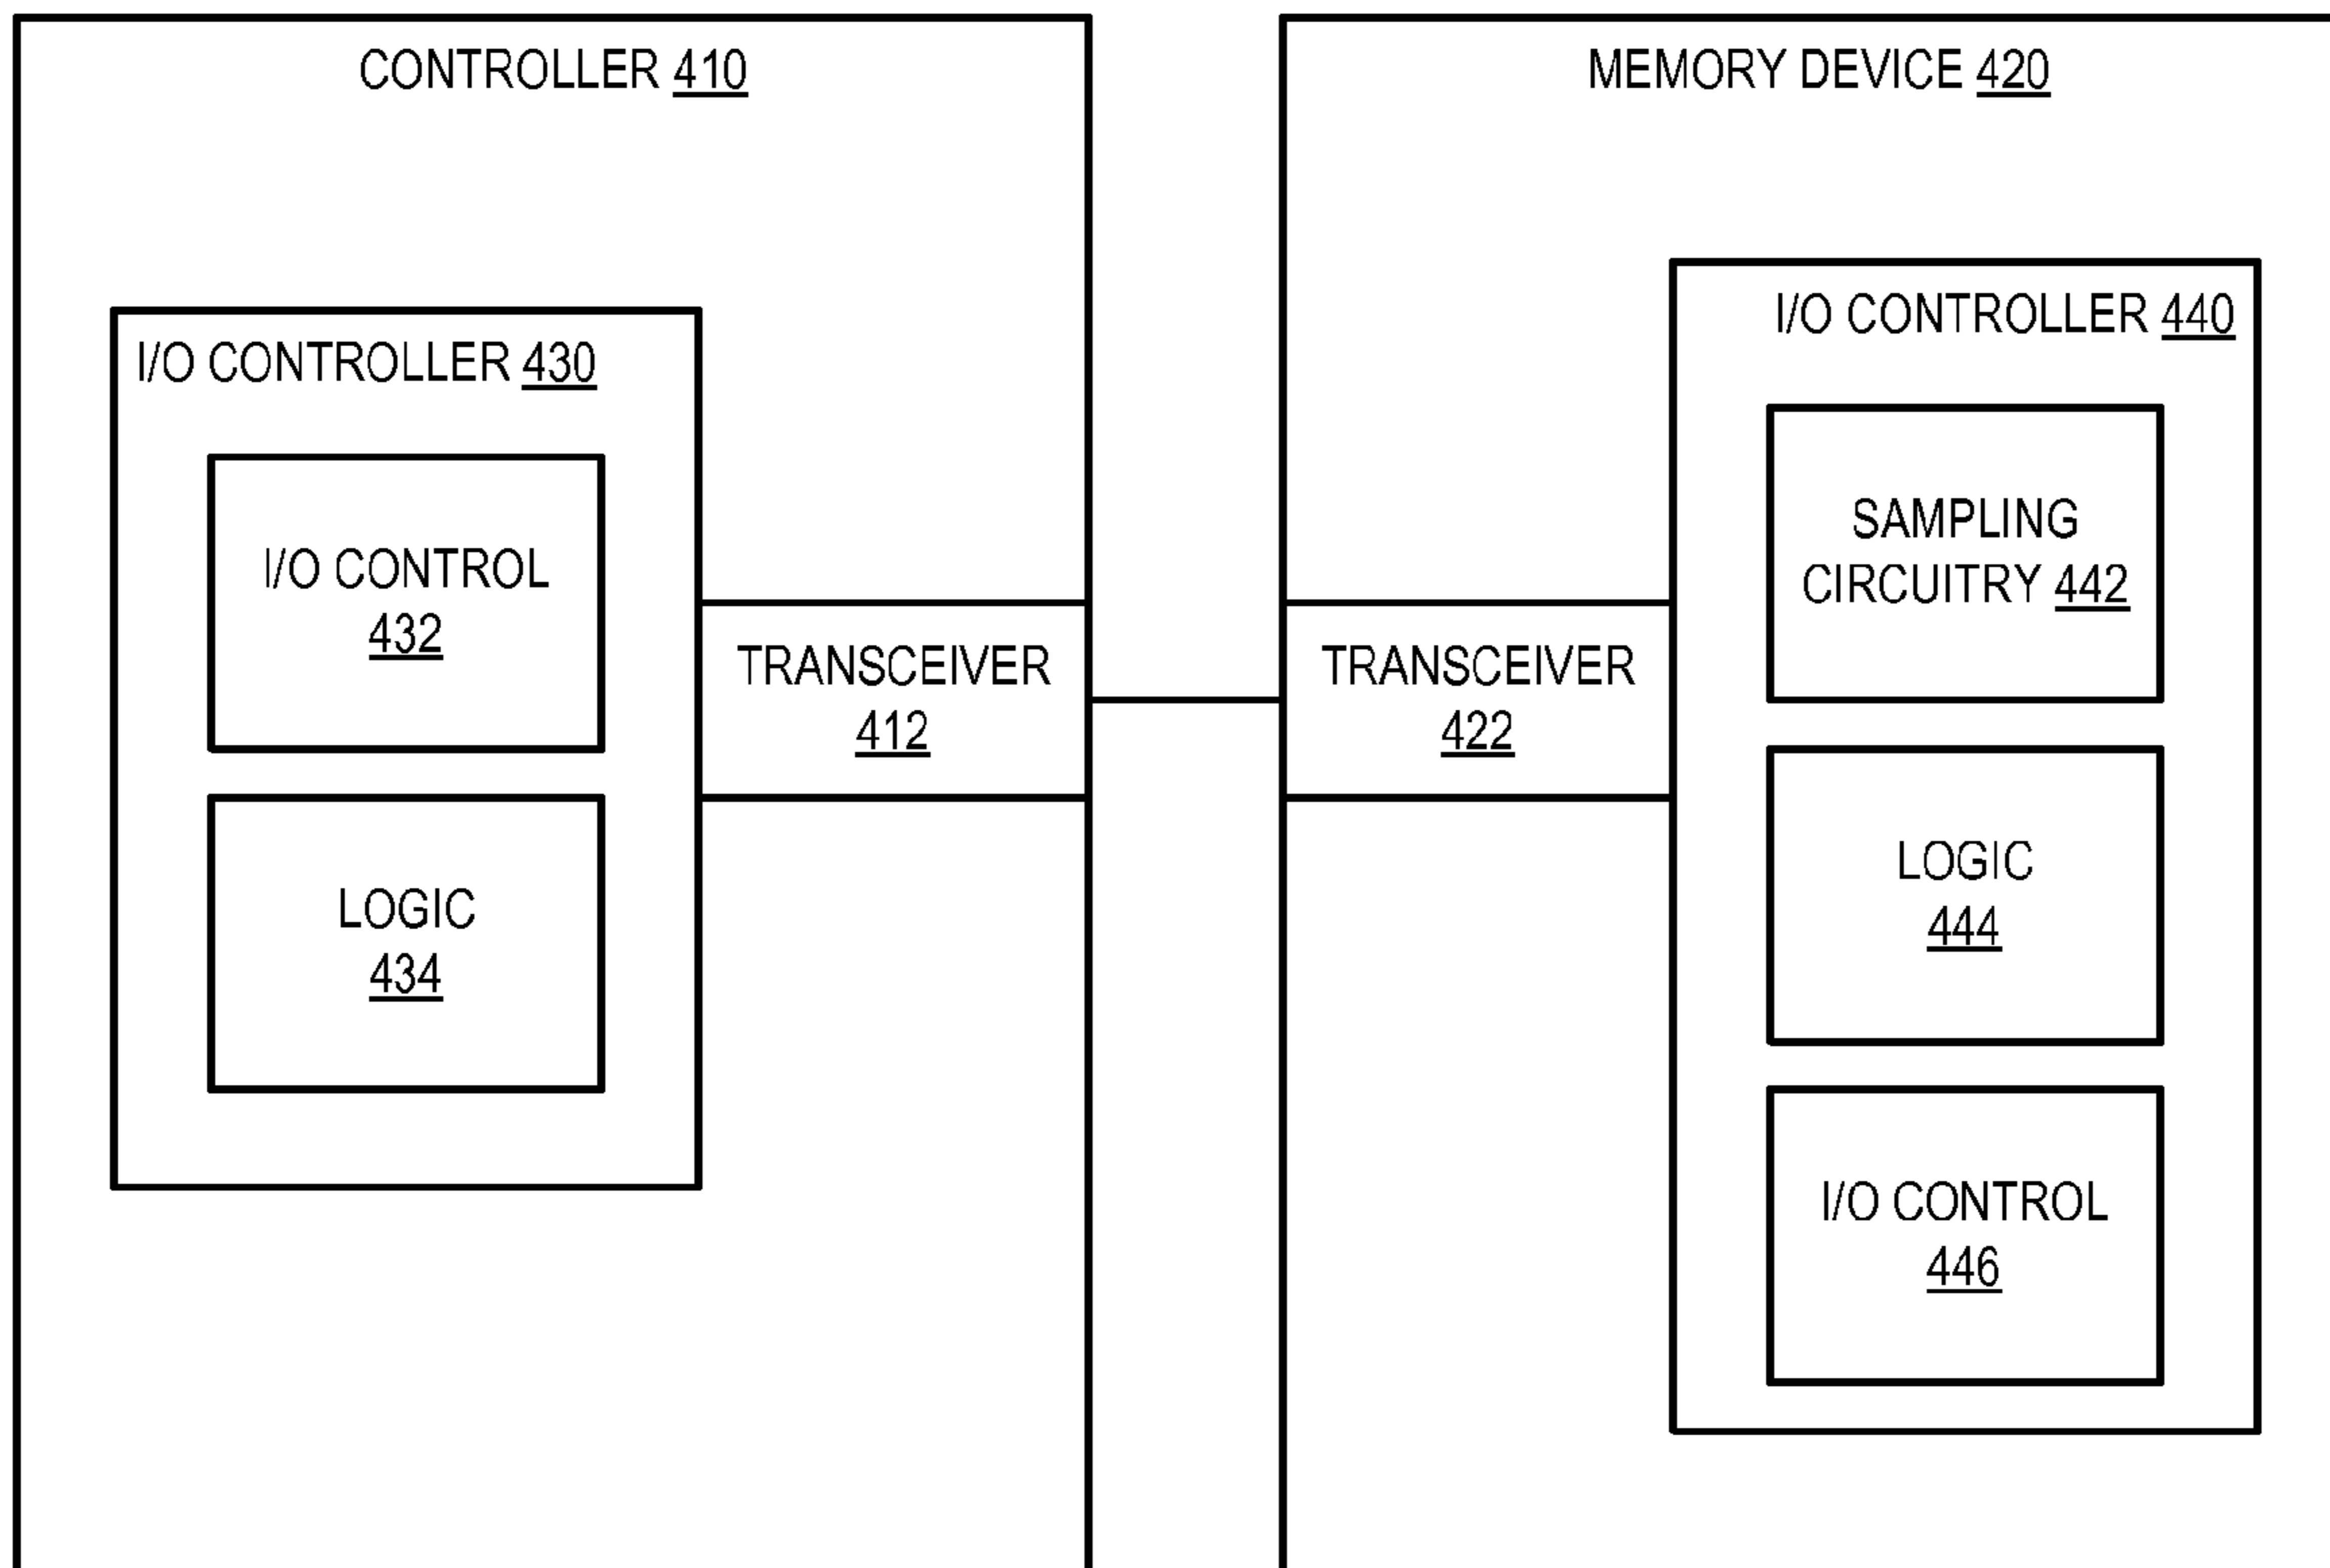 CONTROLLER 410
I/O CONTROLLER 430
I/O CONTROL
432
LOGIC
434
TRANSCEIVER
412
MEMORY DEVICE 420
TRANSCEIVER
422
I/O CONTROLLER 440
SAMPLING
CIRCUITRY 442
LOGIC
444
I/O CONTROL
446